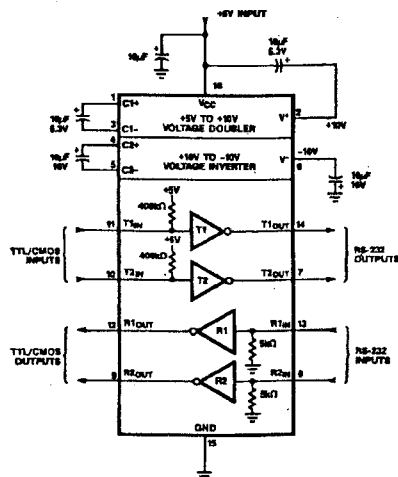 +5V INPUT
10µF
10µF
6.3V
16
VCC
1
C1+
10µF
6.3V
3
C1-
+5V TO +10V
VOLTAGE DOUBLER
V+
2
+10V
4
C2+
10µF
16V
5
C2-
+10V TO -10V
VOLTAGE INVERTER
V-
-10V
6
10µF
16V
+5V
400kΩ
11
T1IN
T1
T1OUT
14
+5V
400kΩ
TTL/CMOS
INPUTS
RS-232
OUTPUTS
10
T2IN
T2
T2OUT
7
12
R1OUT
R1
R1IN
13
5kΩ
TTL/CMOS
OUTPUTS
RS-232
INPUTS
9
R2OUT
R2
R2IN
8
5kΩ
GND
15